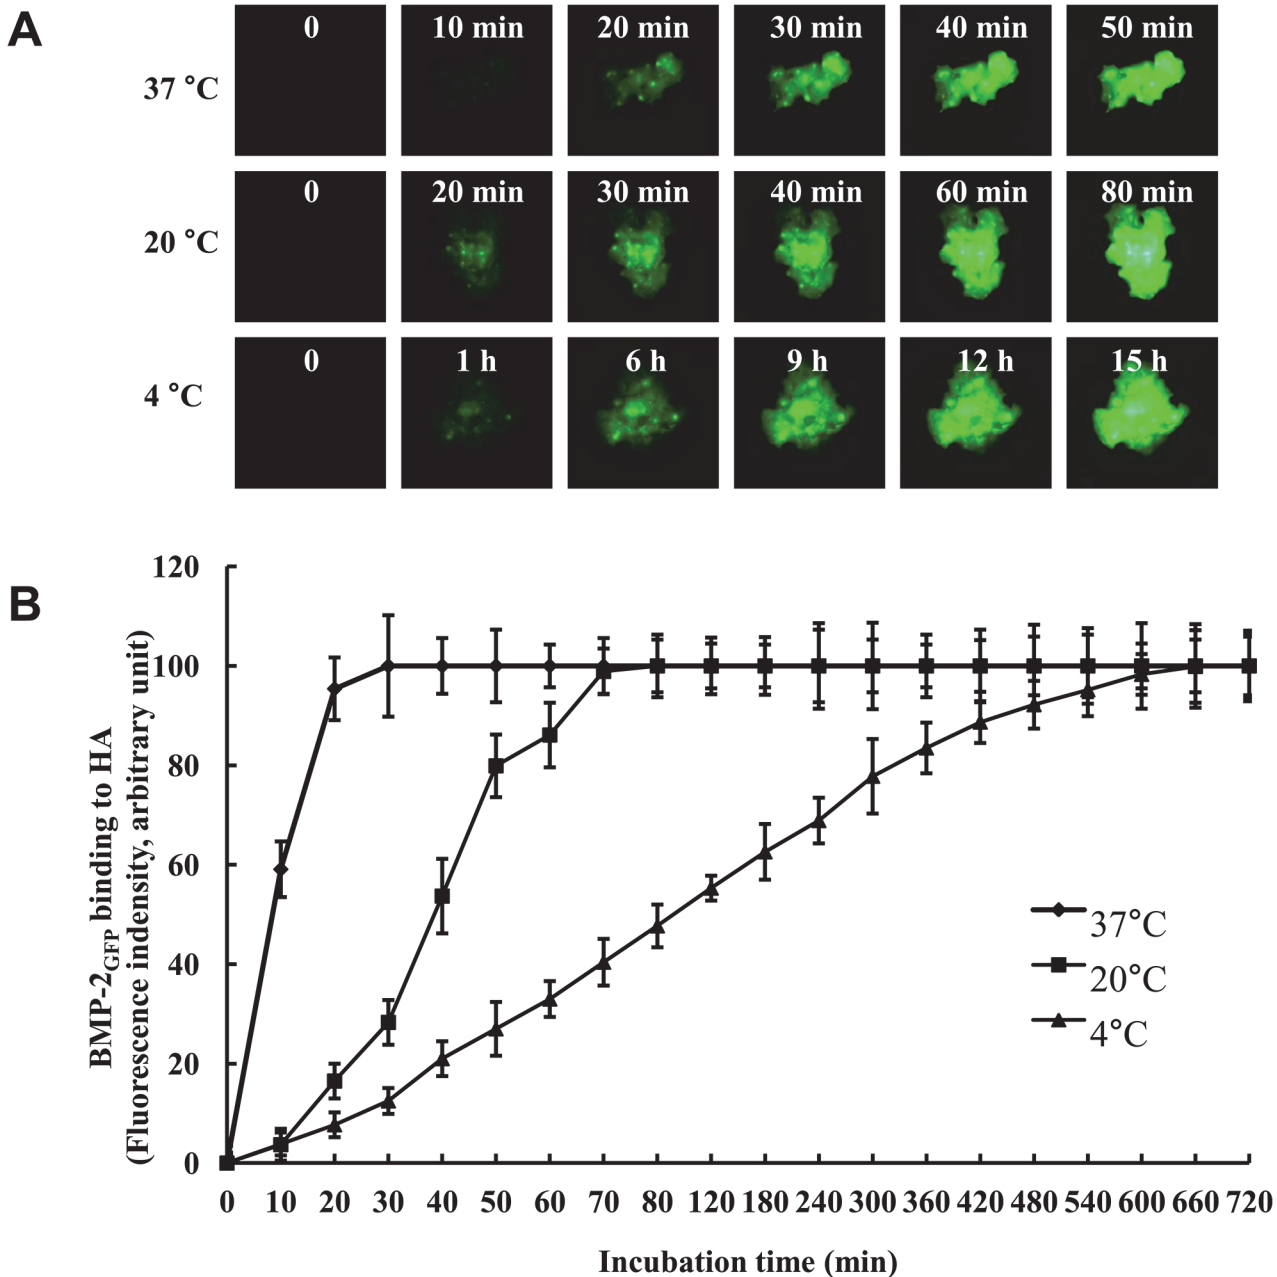 A
0 10 min 20 min 30 min 40 min 50 min
37 °C
0 20 min 30 min 40 min 60 min 80 min
20 °C
0 1 h 6 h 9 h 12 h 15 h
4 °C
B
BMP-2GFP binding to HA
(Fluorescence indensity, arbitrary unit)
120
100
80
60
40
20
0
37°C
20°C
4°C
0 10 20 30 40 50 60 70 80 120 180 240 300 360 420 480 540 600 660 720
Incubation time (min)